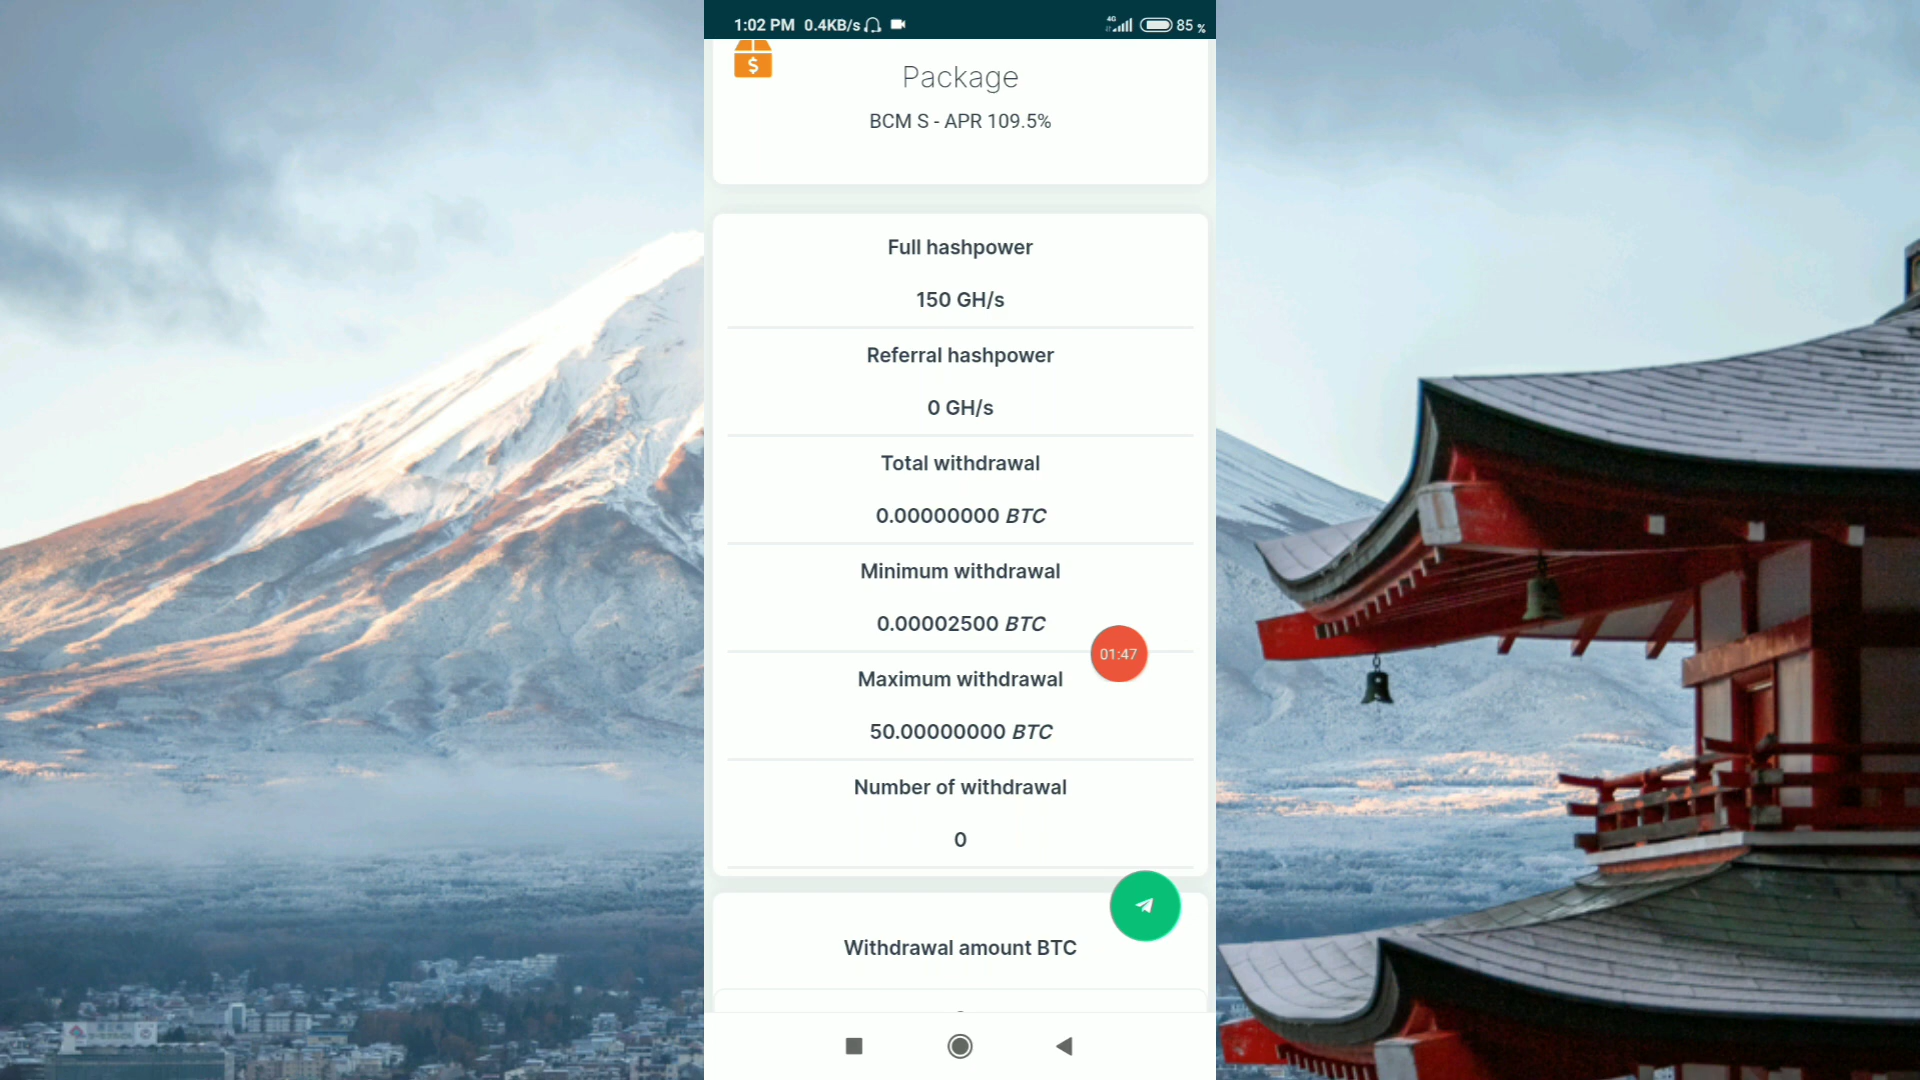 1:02 PM 0.4KB/s 4G 85 %
$
Package
BCM S - APR 109.5%
Full hashpower
150 GH/s
Referral hashpower
0 GH/s
Total withdrawal
0.00000000 BTC
Minimum withdrawal
0.00002500 BTC
01:47
Maximum withdrawal
50.00000000 BTC
Number of withdrawal
0
Withdrawal amount BTC